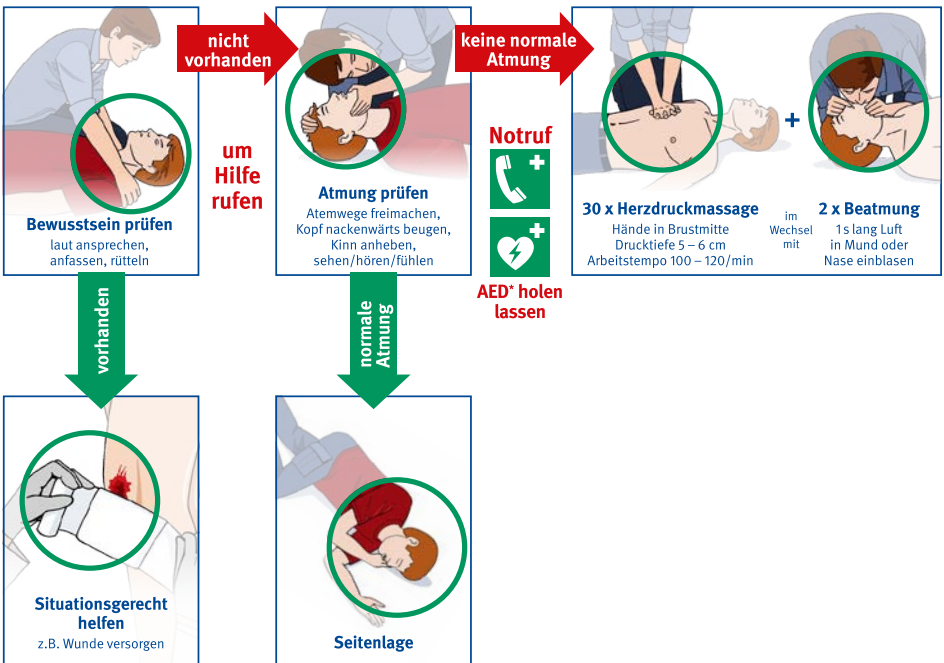 Bewusstsein prüfen
laut ansprechen,
anfassen, rütteln
nicht
vorhanden
um
Hilfe
rufen
Atmung prüfen
Atemwege freimachen,
Kopf nackenwärts beugen,
Kinn anheben,
sehen/hören/fühlen
keine normale
Atmung
Notruf
AED* holen
lassen
30 x Herzdruckmassage
Hände in Brustmitte
Drucktiefe 5 – 6 cm
Arbeitstempo 100 – 120/min
+
im
Wechsel
mit
2 x Beatmung
1 s lang Luft
in Mund oder
Nase einblasen
vorhanden
normale
Atmung
Situationsgerecht
helfen
z.B. Wunde versorgen
Seitenlage